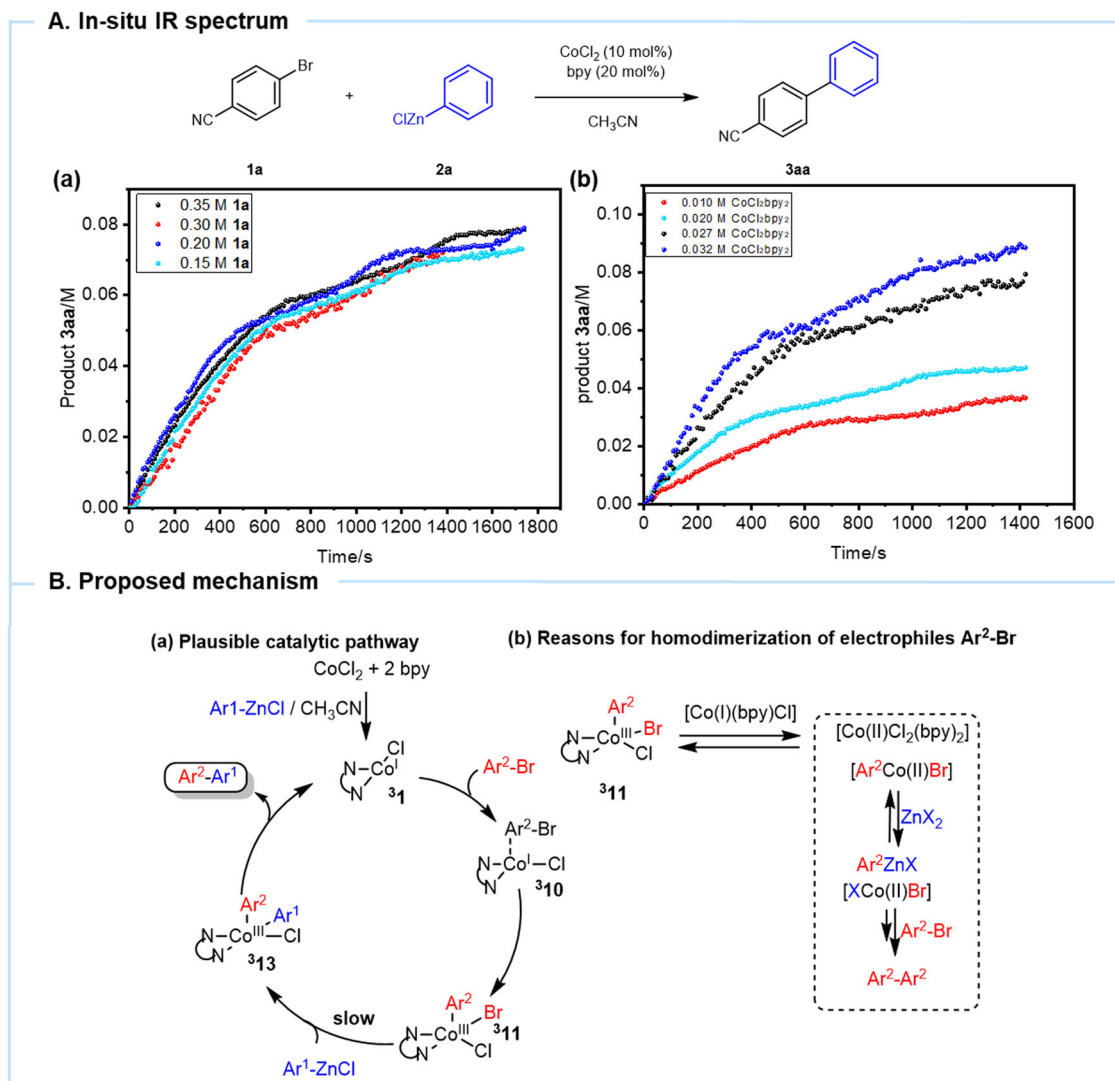 A. In-situ IR spectrum
Br
NC
+
ClZn
CoCl₂ (10 mol%)
bpy (20 mol%)
CH₃CN
NC
1a
2a
3aa
(a)
0.35 M 1a
0.30 M 1a
0.20 M 1a
0.15 M 1a
Product 3aa/M
0.08
0.06
0.04
0.02
0.00
0 200 400 600 800 1000 1200 1400 1600 1800
Time/s
(b)
0.010 M CoCl₂bpy₂
0.020 M CoCl₂bpy₂
0.027 M CoCl₂bpy₂
0.032 M CoCl₂bpy₂
product 3aa/M
0.10
0.08
0.06
0.04
0.02
0.00
0 200 400 600 800 1000 1200 1400 1600
Time/s
B. Proposed mechanism
(a) Plausible catalytic pathway
CoCl₂ + 2 bpy
Ar1-ZnCl / CH₃CN
N N Coᴵ Cl
³1
Ar²-Br
Ar²-Br
N N Coᴵ Cl
³10
Ar²
N N Coᴵᴵᴵ Br
Cl
³11
slow
Ar¹-ZnCl
Ar²
Ar¹
N N Coᴵᴵᴵ Cl
³13
Ar²-Ar¹
(b) Reasons for homodimerization of electrophiles Ar²-Br
Ar²
N N Coᴵᴵᴵ Br
Cl
³11
[Co(I)(bpy)Cl]
[Co(II)Cl₂(bpy)₂]
[Ar²Co(II)Br]
ZnX₂
Ar²ZnX
[XCo(II)Br]
Ar²-Br
Ar²-Ar²